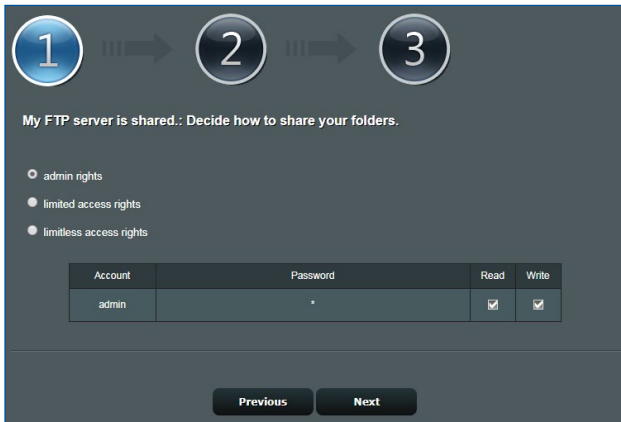 1 2 3
My FTP server is shared.: Decide how to share your folders.
admin rights
limited access rights
limitless access rights
Account Password Read Write
admin *
Previous Next